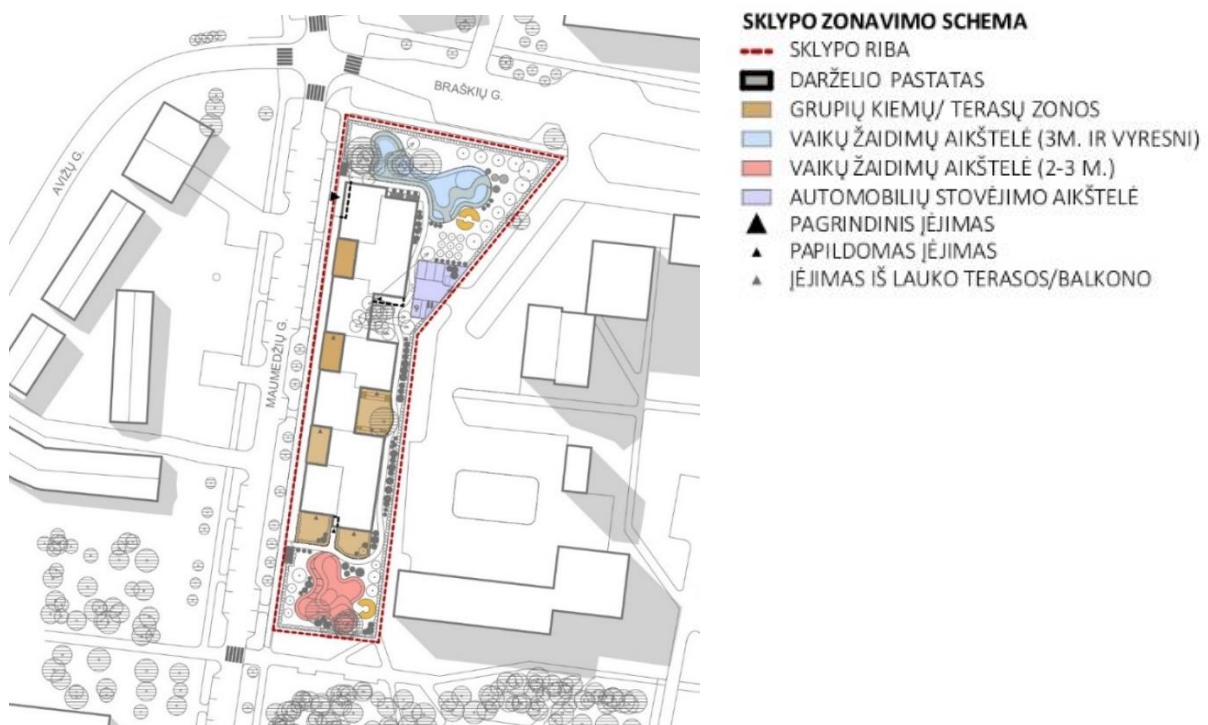 BRAŠKIŲ G.
AVIŽŲ G.
MAUMEDŽIŲ G.
SKLYPO ZONAVIMO SCHEMA
SKLYPO RIBA
DARŽELIO PASTATAS
GRUPIŲ KIEMŲ/ TERASŲ ZONOS
VAIKŲ ŽAIDIMŲ AIKŠTELĖ (3M. IR VYRESNI)
VAIKŲ ŽAIDIMŲ AIKŠTELĖ (2-3 M.)
AUTOMOBILIŲ STOVĖJIMO AIKŠTELĖ
PAGRINDINIS ĮĖJIMAS
PAPILDOMAS ĮĖJIMAS
ĮĖJIMAS IŠ LAUKO TERASOS/BALKONO